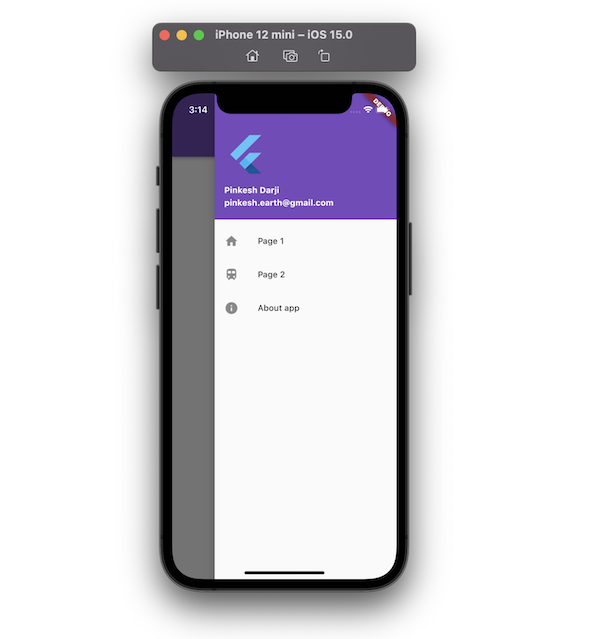 iPhone 12 mini – iOS 15.0
3:14
DEBUG
Pinkesh Darji
pinkesh.earth@gmail.com
Page 1
Page 2
About app